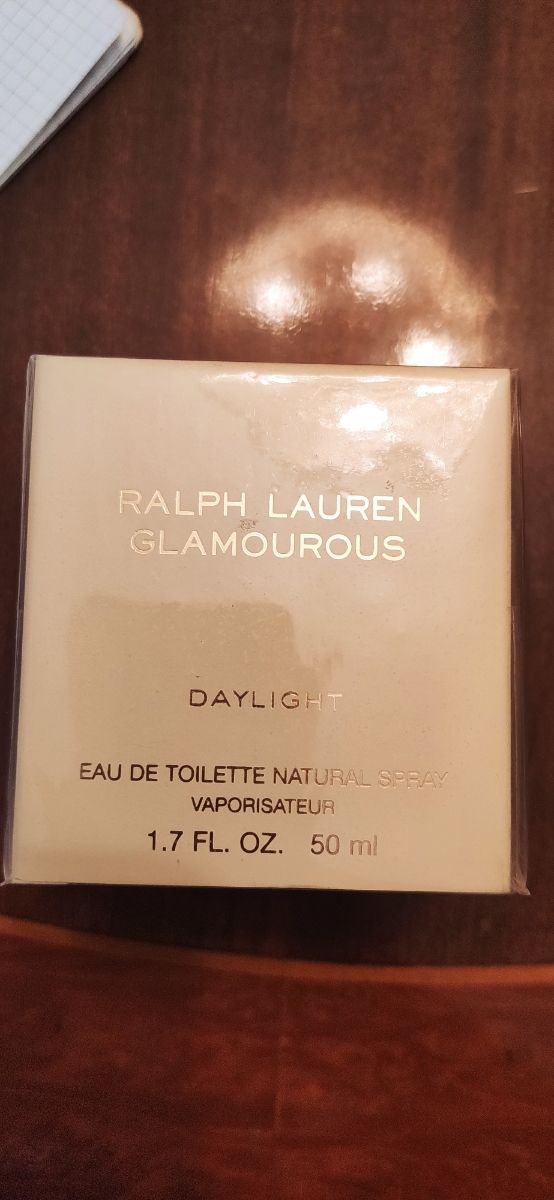 RALPH LAUREN
GLAMOUROUS
DAYLIGHT
EAU DE TOILETTE NATURAL SPRAY
VAPORISATEUR
1.7 FL. OZ. 50 ml